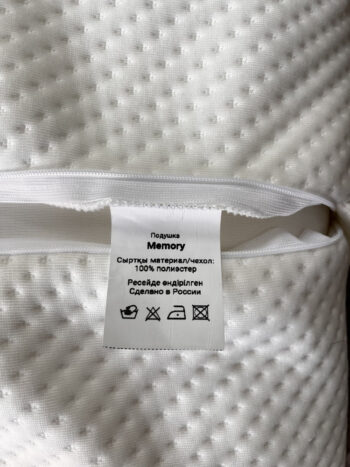 Подушка
Memory
Сыртқы материал/чехол:
100% полиэстер
Ресейде өндірілген
Сделано в России